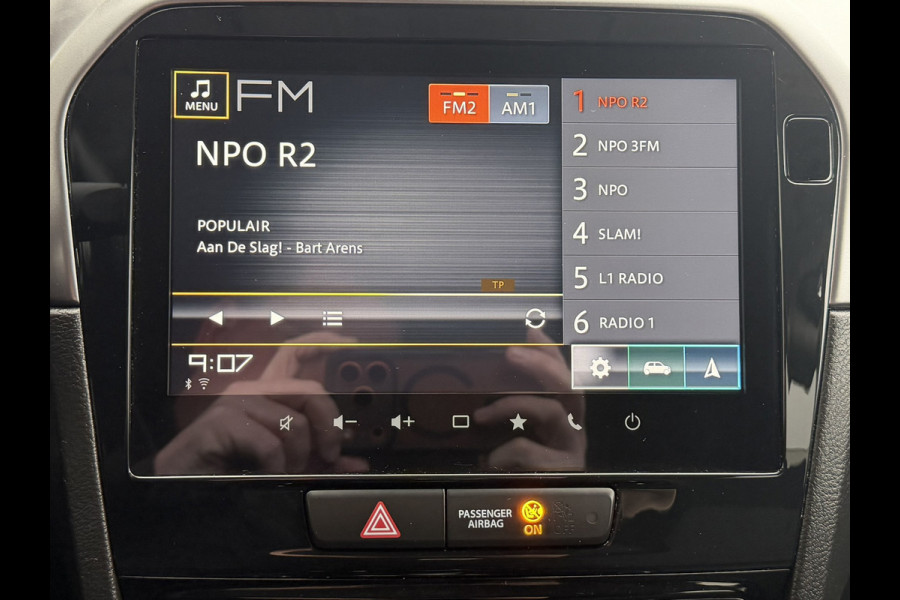 MENU
FM
FM2
AM1
NPO R2
POPULAIR
Aan De Slag! - Bart Arens
TP
1 NPO R2
2 NPO 3FM
3 NPO
4 SLAM!
5 L1 RADIO
6 RADIO 1
9:07
PASSENGER
AIRBAG
ON